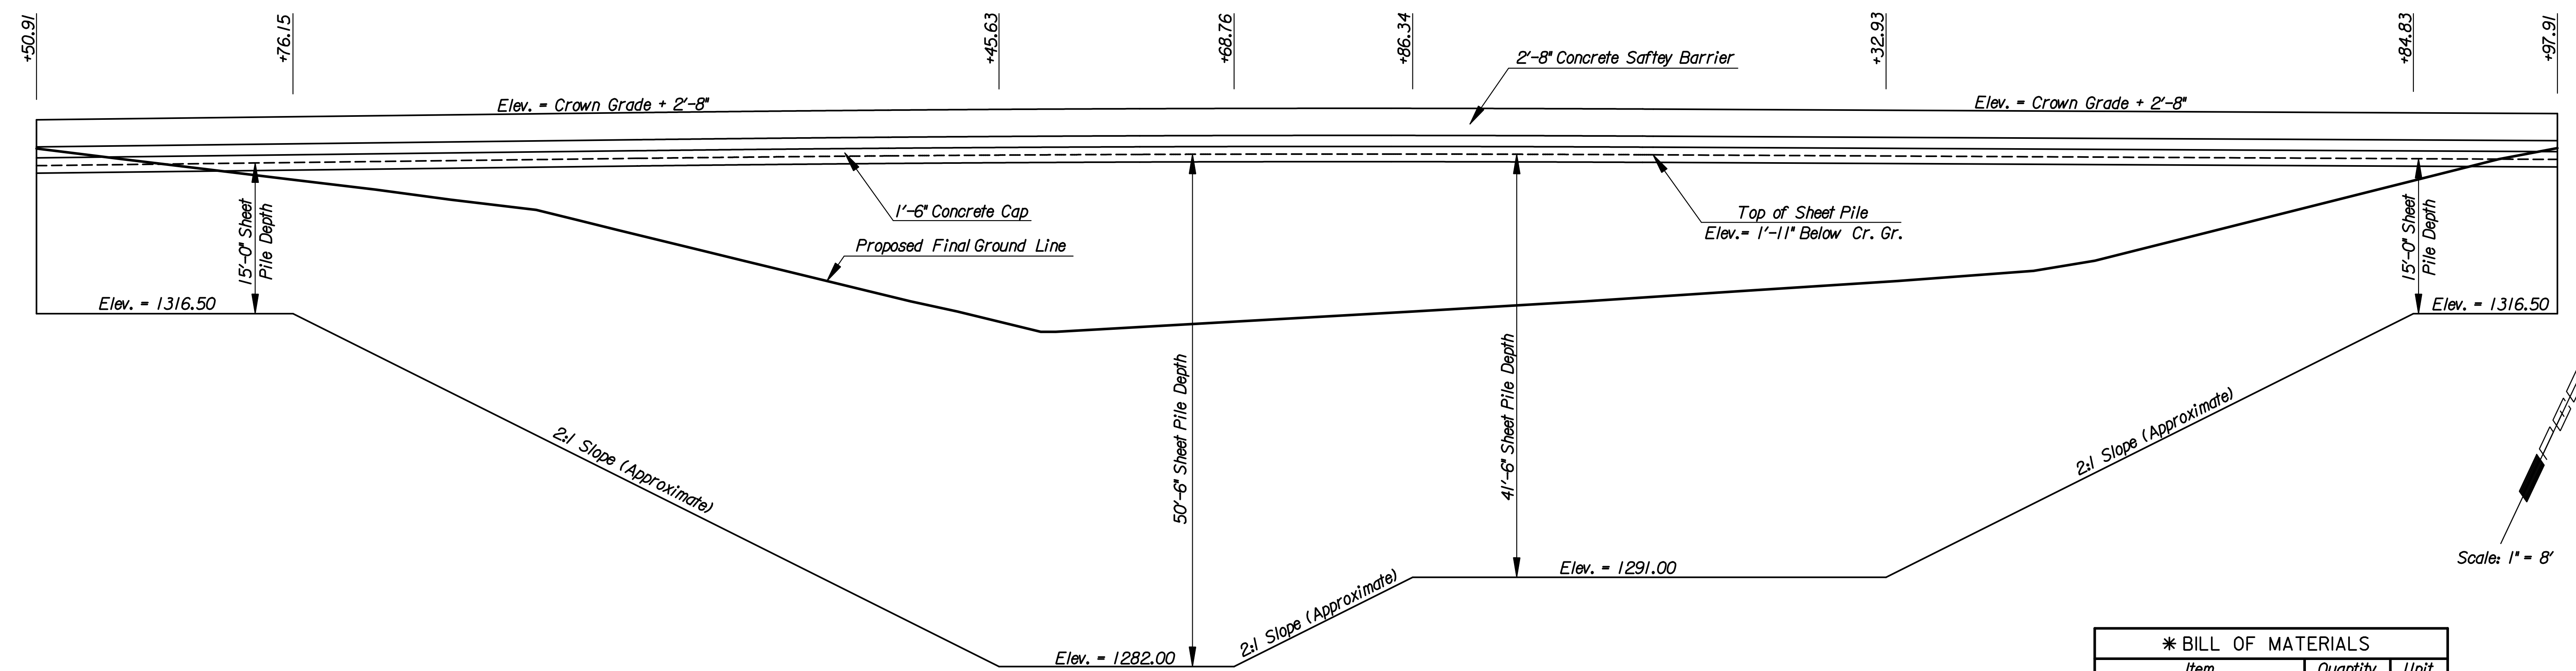 +50.91
+76.15
+45.63
+68.76
+86.34
+32.93
+84.83
+97.91
2'-8" Concrete Saftey Barrier
Elev. = Crown Grade + 2'-8"
Elev. = Crown Grade + 2'-8"
1'-6" Concrete Cap
Top of Sheet Pile
Elev.= 1'-11" Below Cr. Gr.
Proposed Final Ground Line
15'-0" Sheet
Pile Depth
15'-0" Sheet
Pile Depth
Elev. = 1316.50
Elev. = 1316.50
50'-6" Sheet Pile Depth
41'-6" Sheet Pile Depth
2:1 Slope (Approximate)
2:1 Slope (Approximate)
Scale: 1" = 8'
Elev. = 1291.00
2:1 Slope (Approximate)
Elev. = 1282.00
* BILL OF MATERIALS
Item Quantity Unit